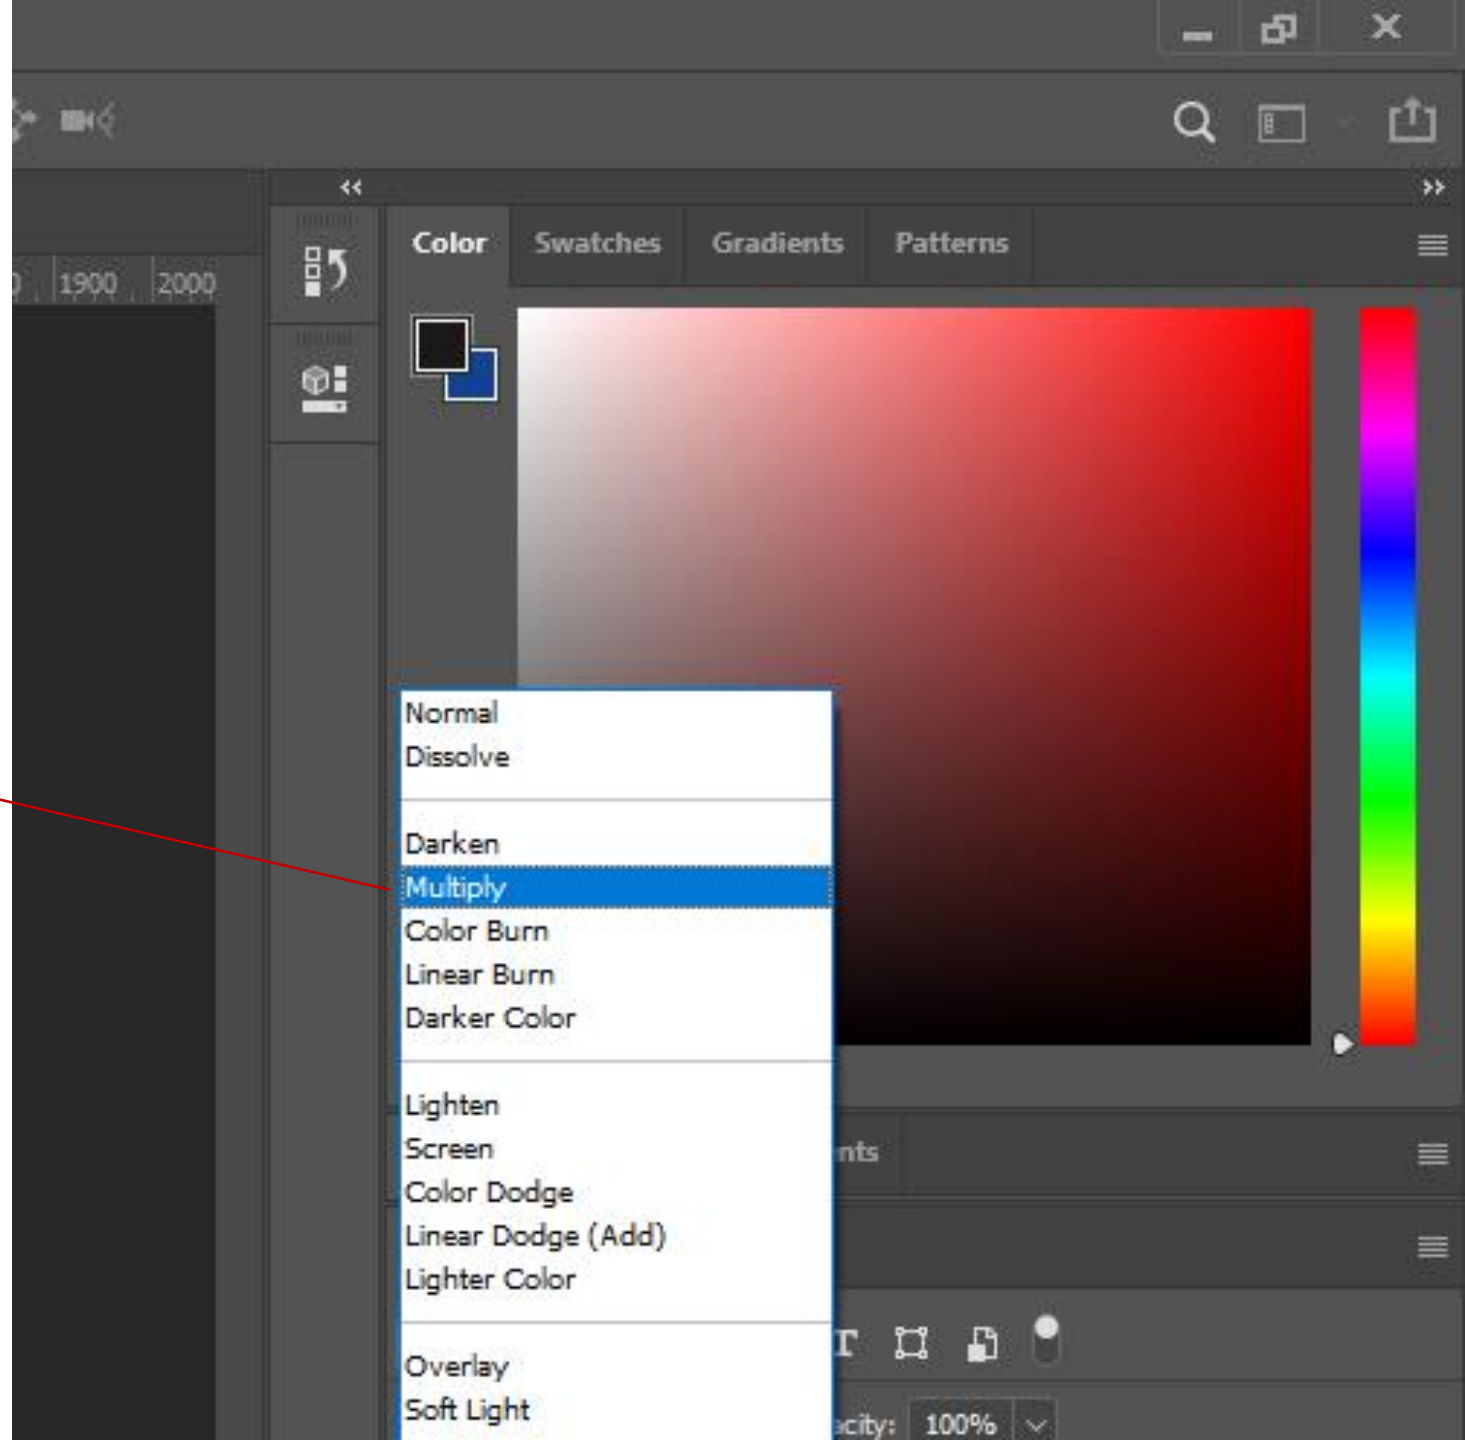 Color Swatches Gradients Patterns
1900 2000
Normal
Dissolve
Darken
Multiply
Color Burn
Linear Burn
Darker Color
Lighten
Screen
Color Dodge
Linear Dodge (Add)
Lighter Color
Overlay
Soft Light
100%